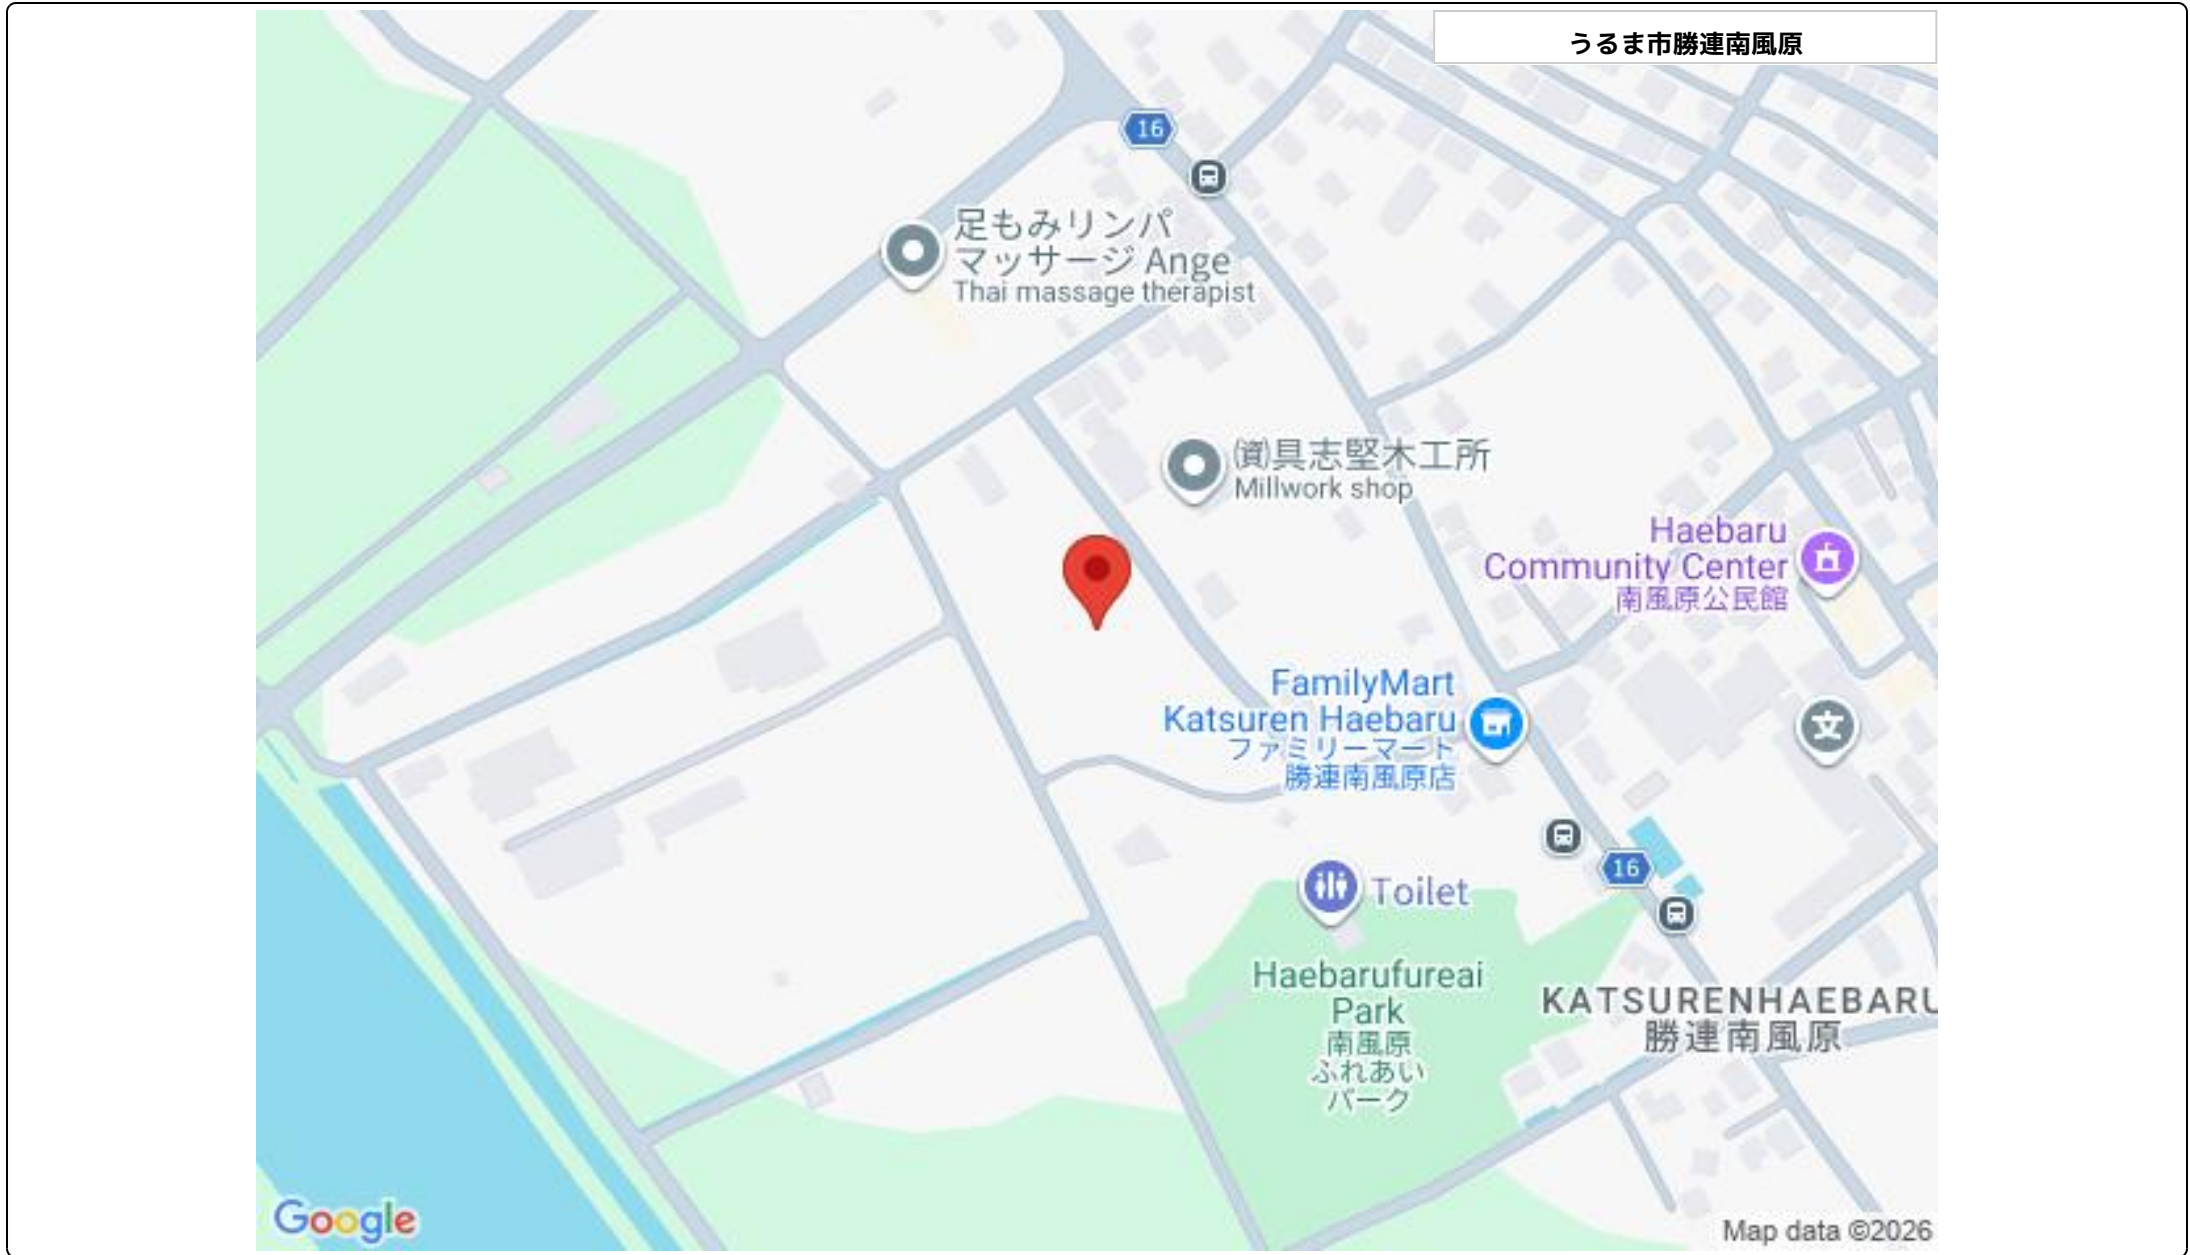 うるま市勝連南風原
16
足もみリンパ
マッサージ Ange
Thai massage therapist
㈾具志堅木工所
Millwork shop
Haebaru
Community Center
南風原公民館
FamilyMart
Katsuren Haebaru
ファミリーマート
勝連南風原店
文
16
Toilet
Haebarufureai
Park
南風原
ふれあい
パーク
KATSURENHAEBARU
勝連南風原
Google
Map data ©2026